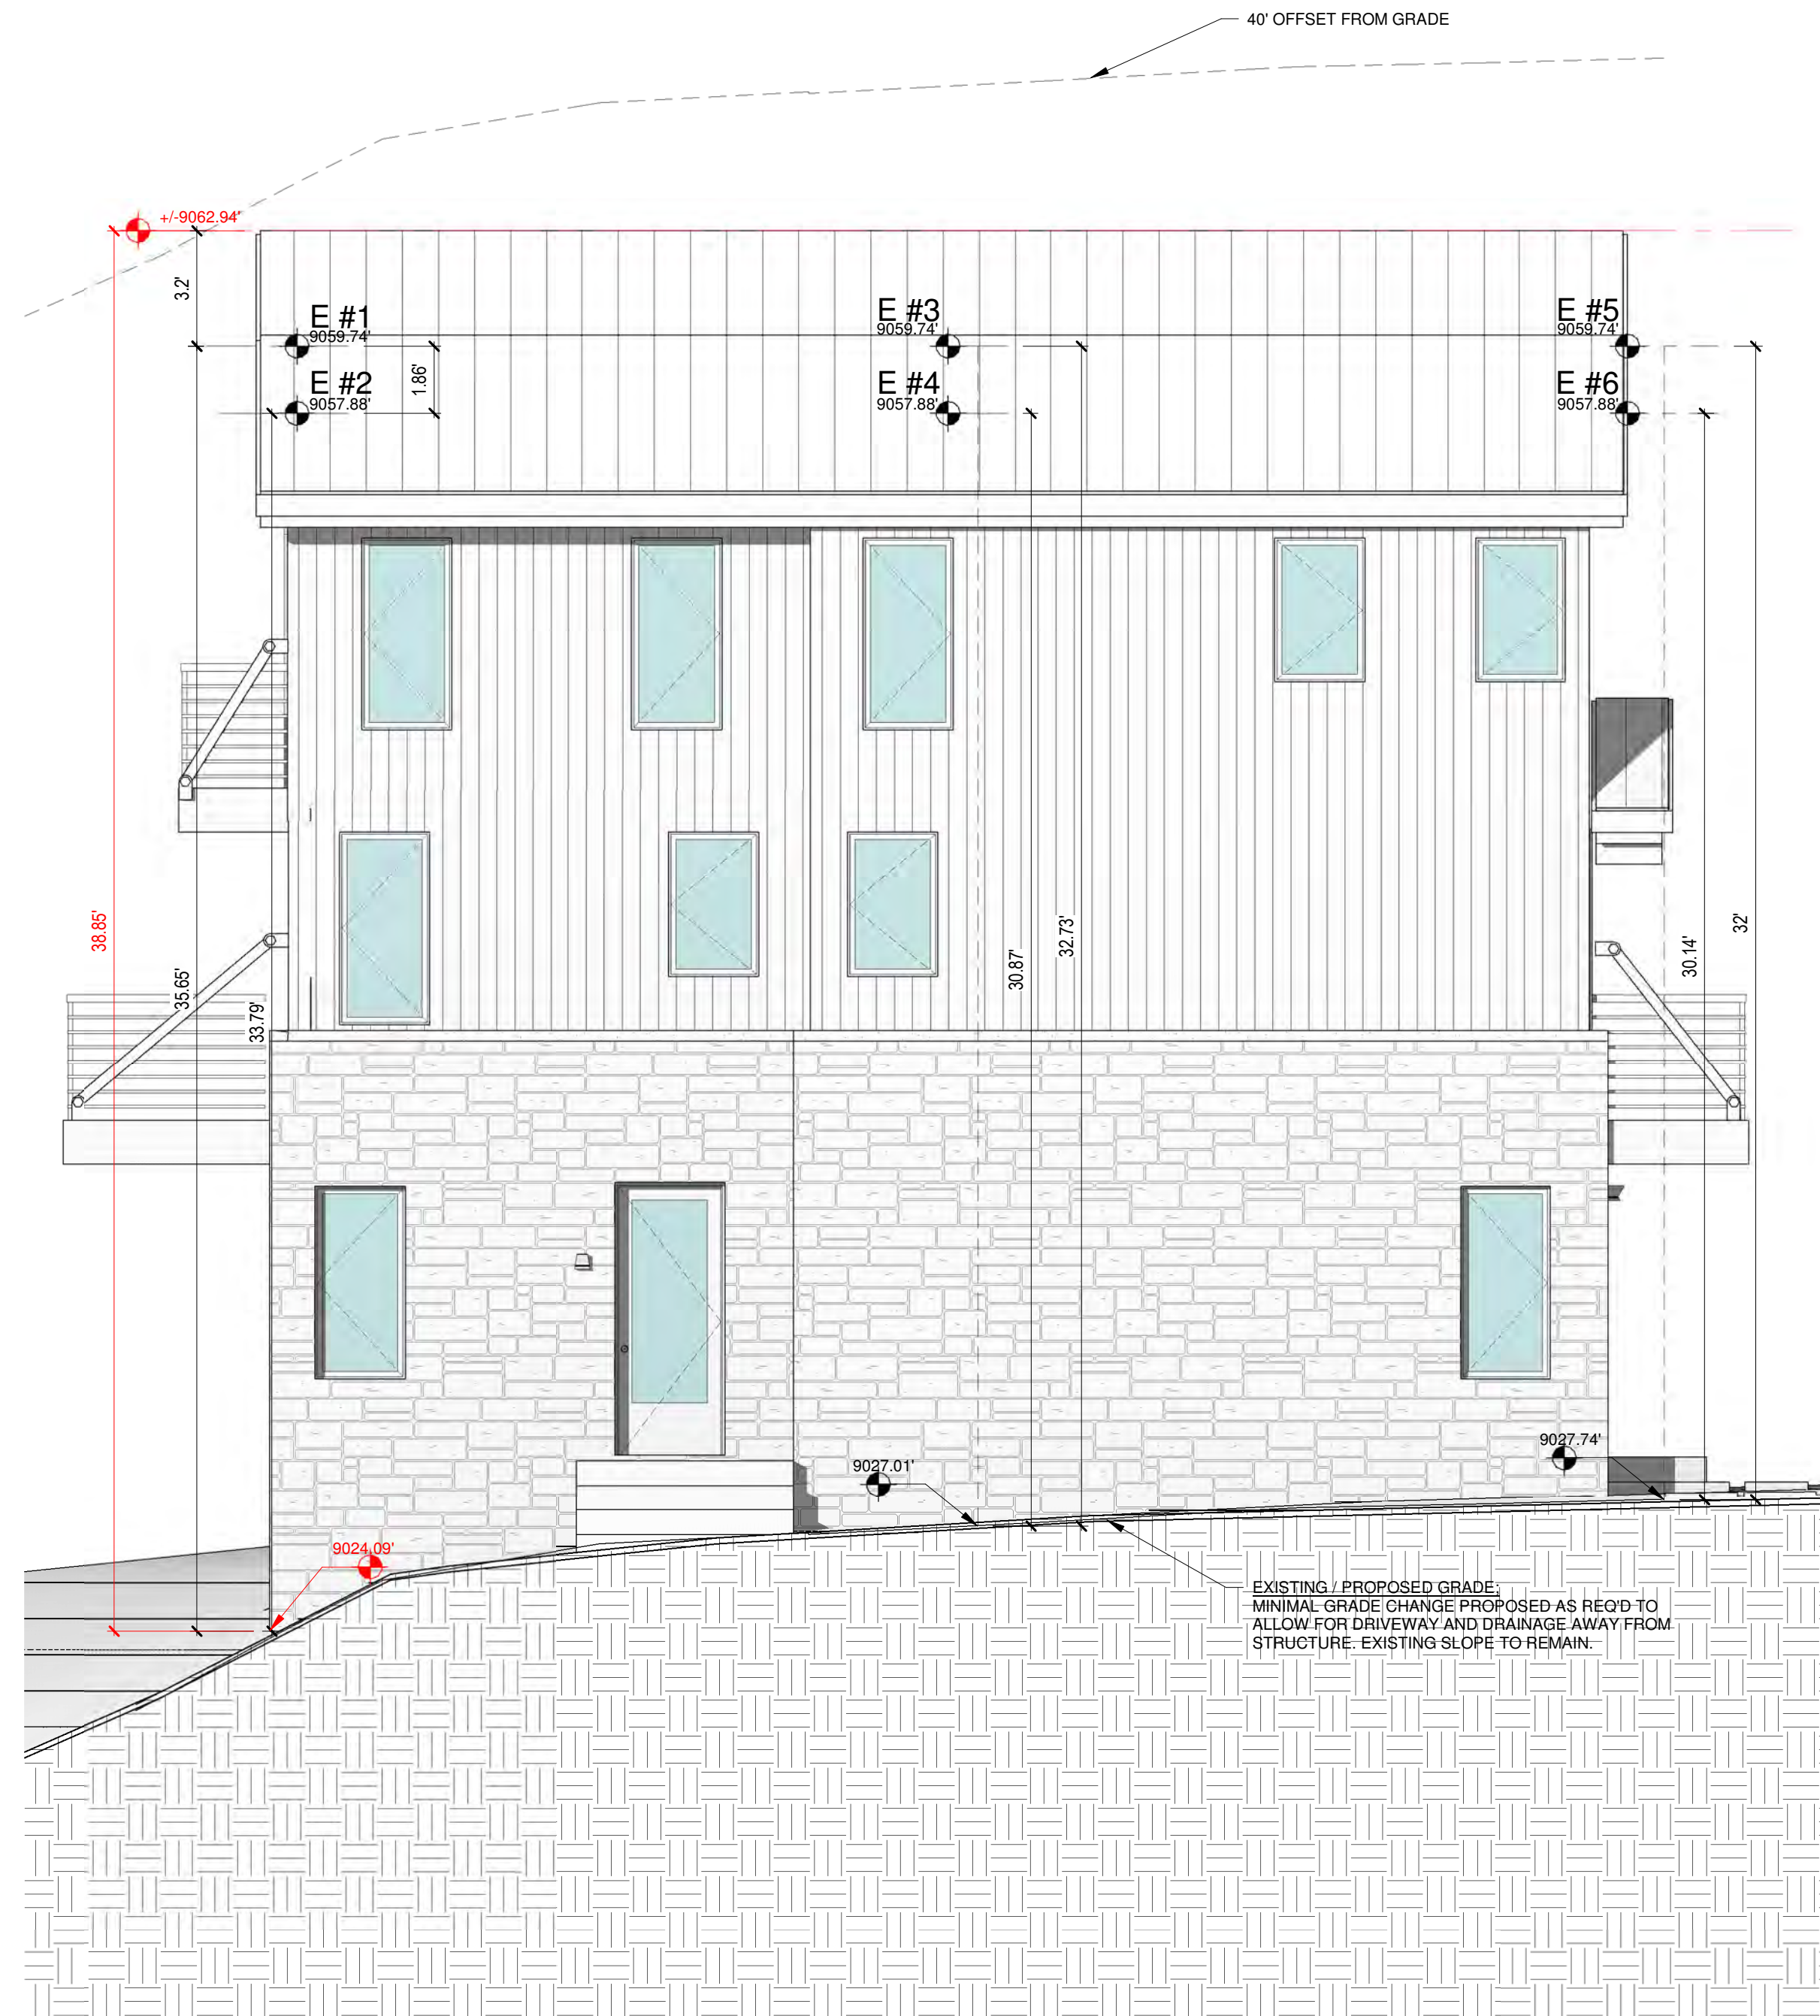 40' OFFSET FROM GRADE
+/-9062.94'
3.2'
E #1
9059.74'
E #3
9059.74'
E #5
9059.74'
1.86'
E #2
9057.88'
E #4
9057.88'
E #6
9057.88'
38.85'
35.65'
33.79'
30.87'
32.73'
30.14'
32'
9027.01'
9027.74'
9024.09'
EXISTING / PROPOSED GRADE;
MINIMAL GRADE CHANGE PROPOSED AS REQ'D TO
ALLOW FOR DRIVEWAY AND DRAINAGE AWAY FROM
STRUCTURE. EXISTING SLOPE TO REMAIN.